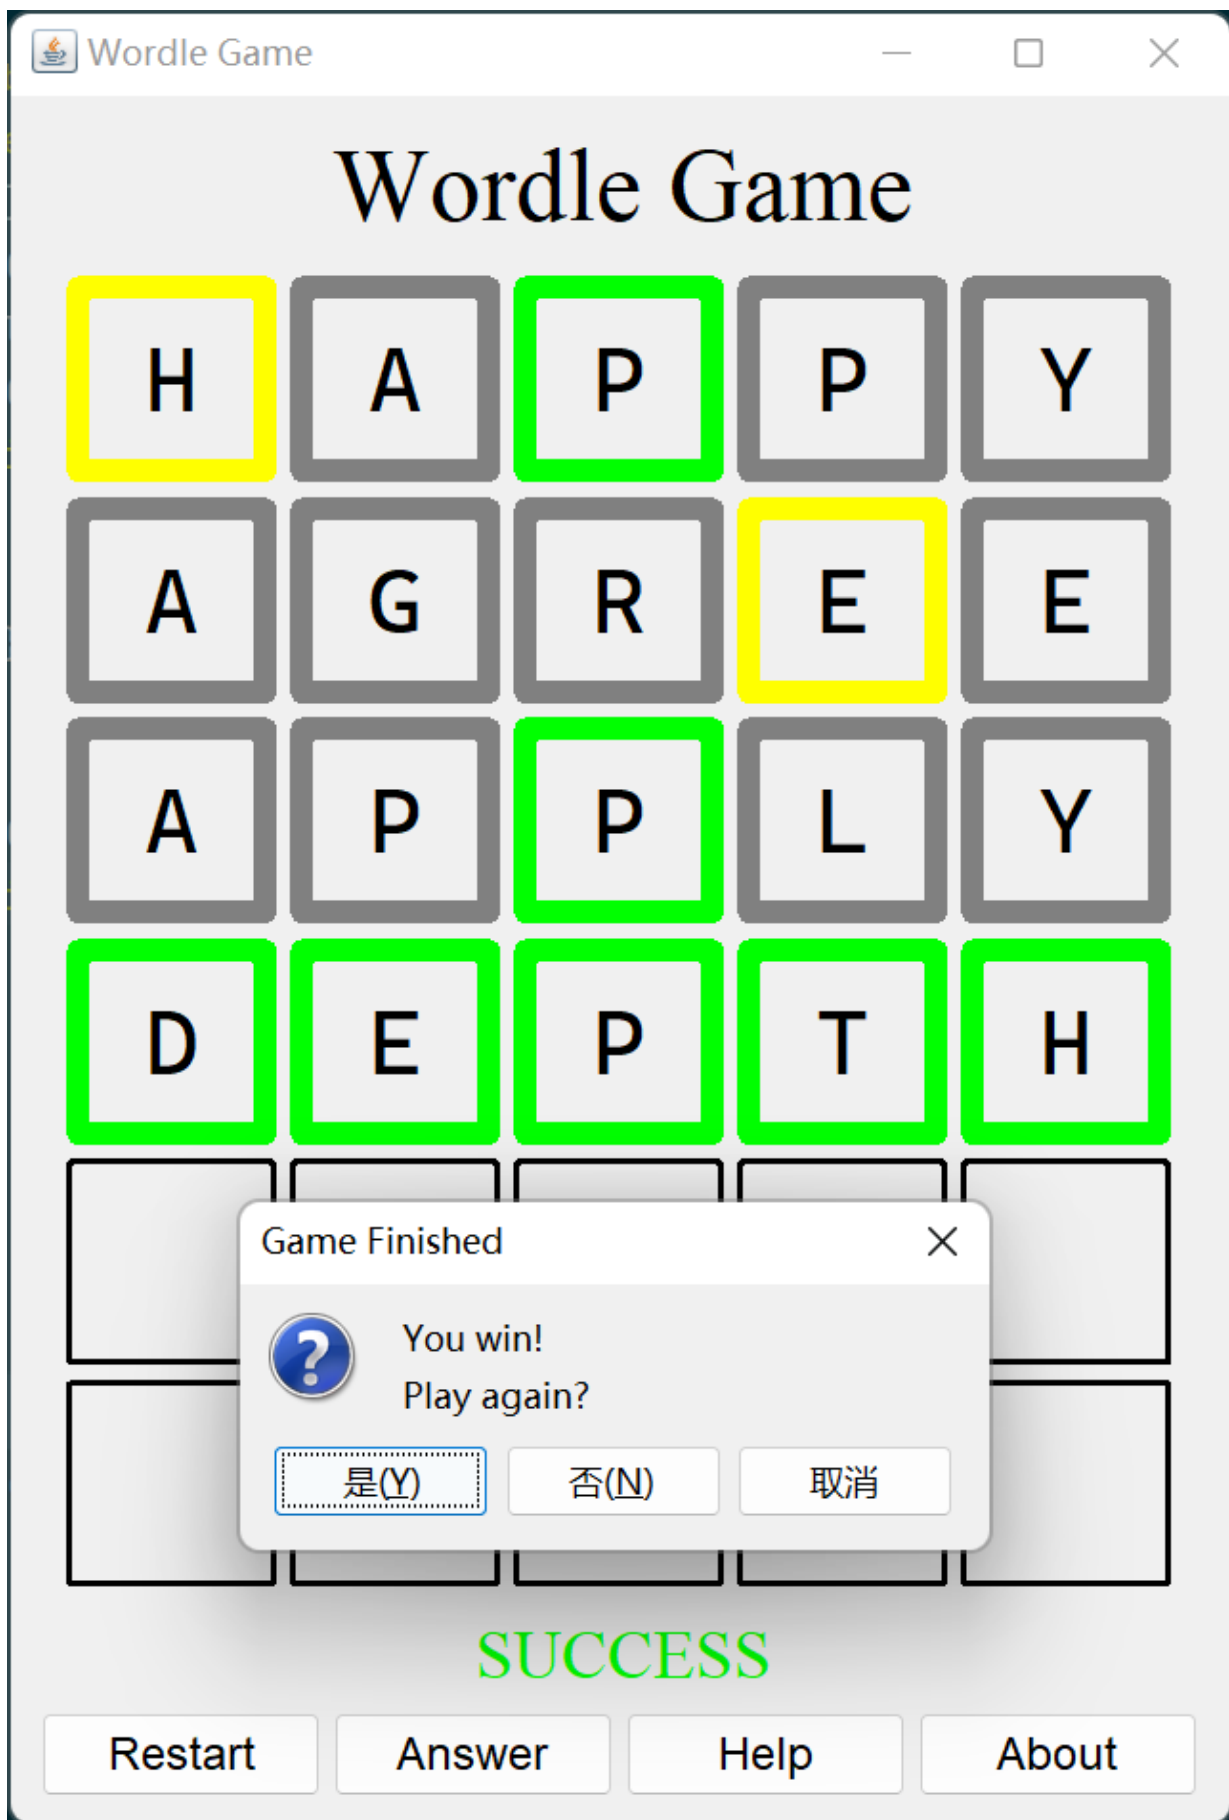 Wordle Game
Wordle Game
H A P P Y
A G R E E
A P P L Y
D E P T H
Game Finished
You win!
Play again?
是(Y) 否(N) 取消
SUCCESS
Restart Answer Help About